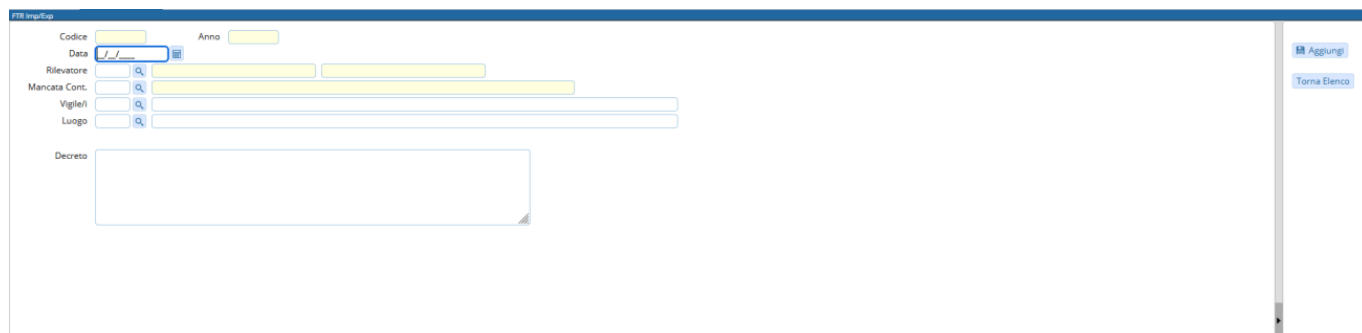 FTR Imp/Exp
Codice Anno
Data __/__/____
Rilevatore
Mancata Cont.
Vigile/i
Luogo
Decreto
Aggiungi
Torna Elenco